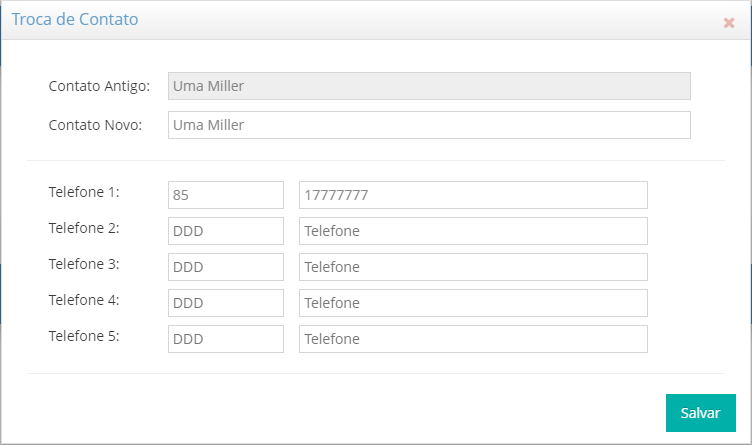 Troca de Contato
Contato Antigo: Uma Miller
Contato Novo: Uma Miller
Telefone 1: 85 17777777
Telefone 2: DDD Telefone
Telefone 3: DDD Telefone
Telefone 4: DDD Telefone
Telefone 5: DDD Telefone
Salvar